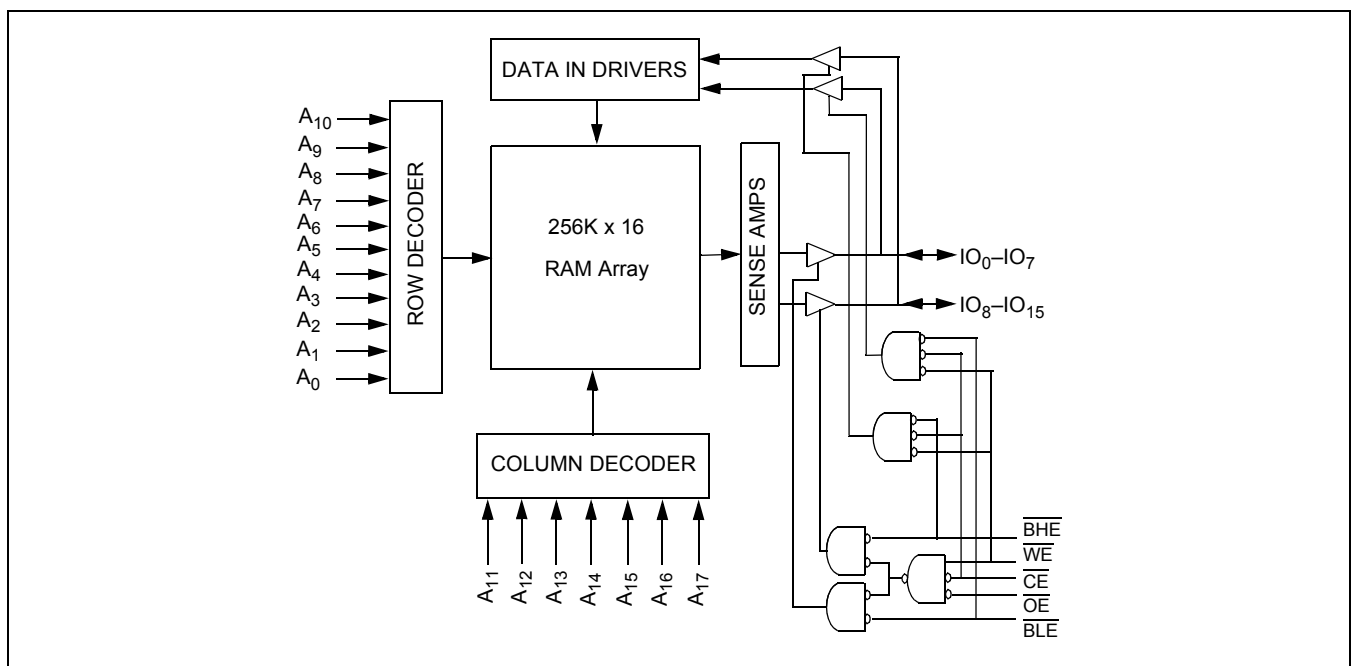 DATA IN DRIVERS
A10
A9
A8
A7
A6
A5
A4
A3
A2
A1
A0
ROW DECODER
256K x 16
RAM Array
SENSE AMPS
IO0–IO7
IO8–IO15
COLUMN DECODER
A11
A12
A13
A14
A15
A16
A17
BHE
WE
CE
OE
BLE